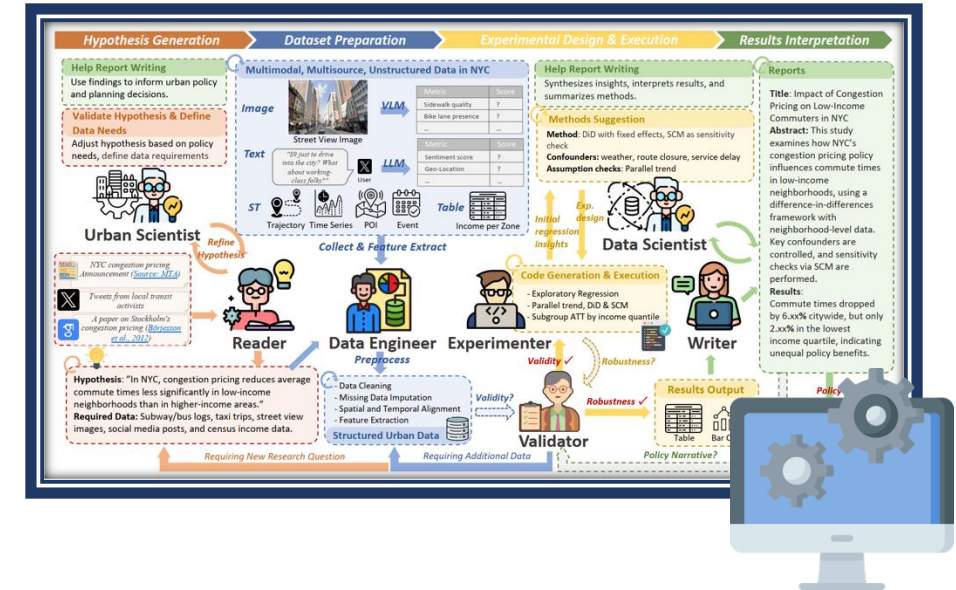 Hypothesis Generation
Dataset Preparation
Experimental Design & Execution
Results Interpretation
Help Report Writing
Use findings to inform urban policy
and planning decisions.
Validate Hypothesis & Define
Data Needs
Adjust hypothesis based on policy
needs, define data requirements
Urban Scientist
Refine
Hypothesis
NYC congestion pricing
Announcement (Source: MTA)
Tweets from local transit
activists
A paper on Stockholm's
congestion pricing (Börjesson
et al., 2012)
Reader
Hypothesis: "In NYC, congestion pricing reduces average
commute times less significantly in low-income
neighborhoods than in higher-income areas."
Required Data: Subway/bus logs, taxi trips, street view
images, social media posts, and census income data.
Requiring New Research Question
Multimodal, Multisource, Unstructured Data in NYC
Image
Street View Image
VLM
Metric Score
Sidewalk quality ?
Bike lane presence ?
... ...
Text
"$9 just to drive
into the city? What
about working-
class folks?"
X
User
LLM
Metric Score
Sentiment score ?
Geo-Location ?
... ...
ST
Trajectory
Time Series
POI
Event
Table
Income per Zone
Collect & Feature Extract
Data Engineer
Preprocess
- Data Cleaning
- Missing Data Imputation
- Spatial and Temporal Alignment
- Feature Extraction
Structured Urban Data
Validity?
Requiring Additional Data
Help Report Writing
Synthesizes insights, interprets results, and
summarizes methods.
Methods Suggestion
Method: DiD with fixed effects, SCM as sensitivity
check
Confounders: weather, route closure, service delay
Assumption checks: Parallel trend
Initial
regression
insights
Exp.
design
Data Scientist
Code Generation & Execution
- Exploratory Regression
- Parallel trend, DiD & SCM
- Subgroup ATT by income quantile
Experimenter
Validity ✓
Robustness?
Validator
Robustness ✓
Writer
Results Output
Table
Bar
Policy Narrative?
Reports
Title: Impact of Congestion
Pricing on Low-Income
Commuters in NYC
Abstract: This study
examines how NYC's
congestion pricing policy
influences commute times
in low-income
neighborhoods, using a
difference-in-differences
framework with
neighborhood-level data.
Key confounders are
controlled, and sensitivity
checks via SCM are
performed.
Results:
Commute times dropped
by 6.xx% citywide, but only
2.xx% in the lowest
income quartile, indicating
unequal policy benefits.
Policy